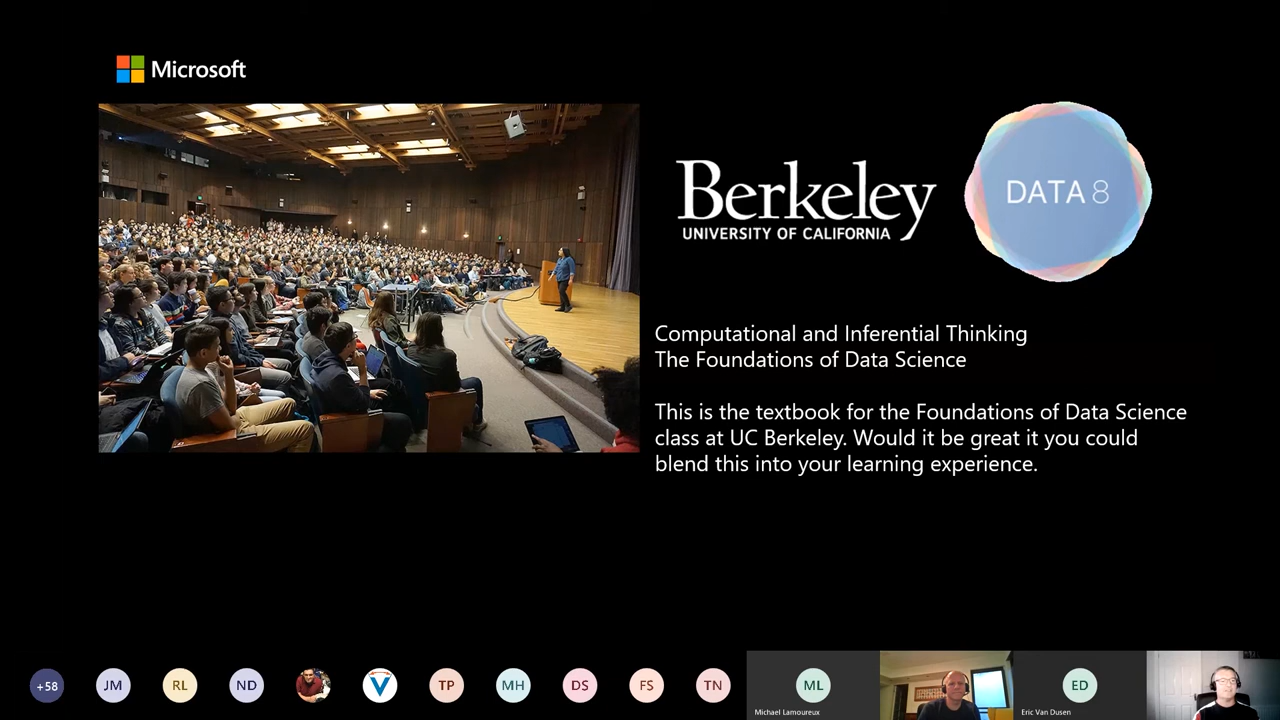 Microsoft
Berkeley
UNIVERSITY OF CALIFORNIA
DATA 8
Computational and Inferential Thinking
The Foundations of Data Science
This is the textbook for the Foundations of Data Science
class at UC Berkeley. Would it be great it you could
blend this into your learning experience.
+58
JM
RL
ND
V
TP
MH
DS
FS
TN
ML
Michael Lamoureux
ED
Eric Van Dusen